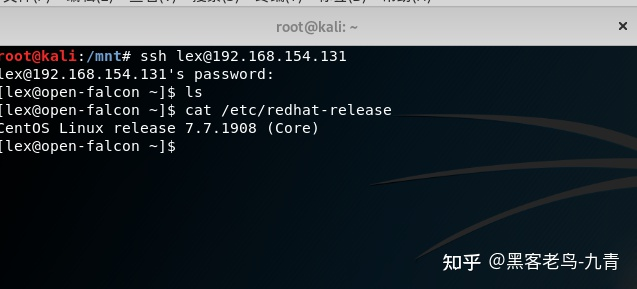 root@kali: ~
root@kali:/mnt# ssh lex@192.168.154.131
lex@192.168.154.131's password:
[lex@open-falcon ~]$ ls
[lex@open-falcon ~]$ cat /etc/redhat-release
CentOS Linux release 7.7.1908 (Core)
[lex@open-falcon ~]$
知乎 @黑客老鸟-九青